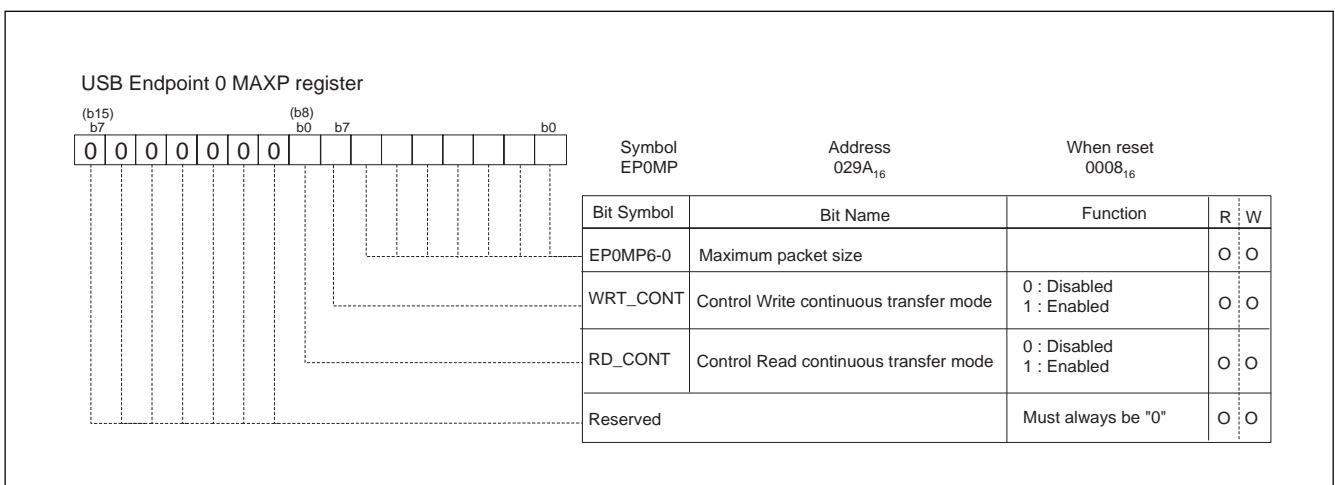 USB Endpoint 0 MAXP register
(b15) (b8)
b7 b0 b7 b0
0 0 0 0 0 0 0
Symbol Address When reset
EP0MP 029A16 000816
Bit Symbol Bit Name Function R W
EP0MP6-0 Maximum packet size O O
WRT_CONT Control Write continuous transfer mode 0 : Disabled O O
1 : Enabled
RD_CONT Control Read continuous transfer mode 0 : Disabled O O
1 : Enabled
Reserved Must always be "0" O O